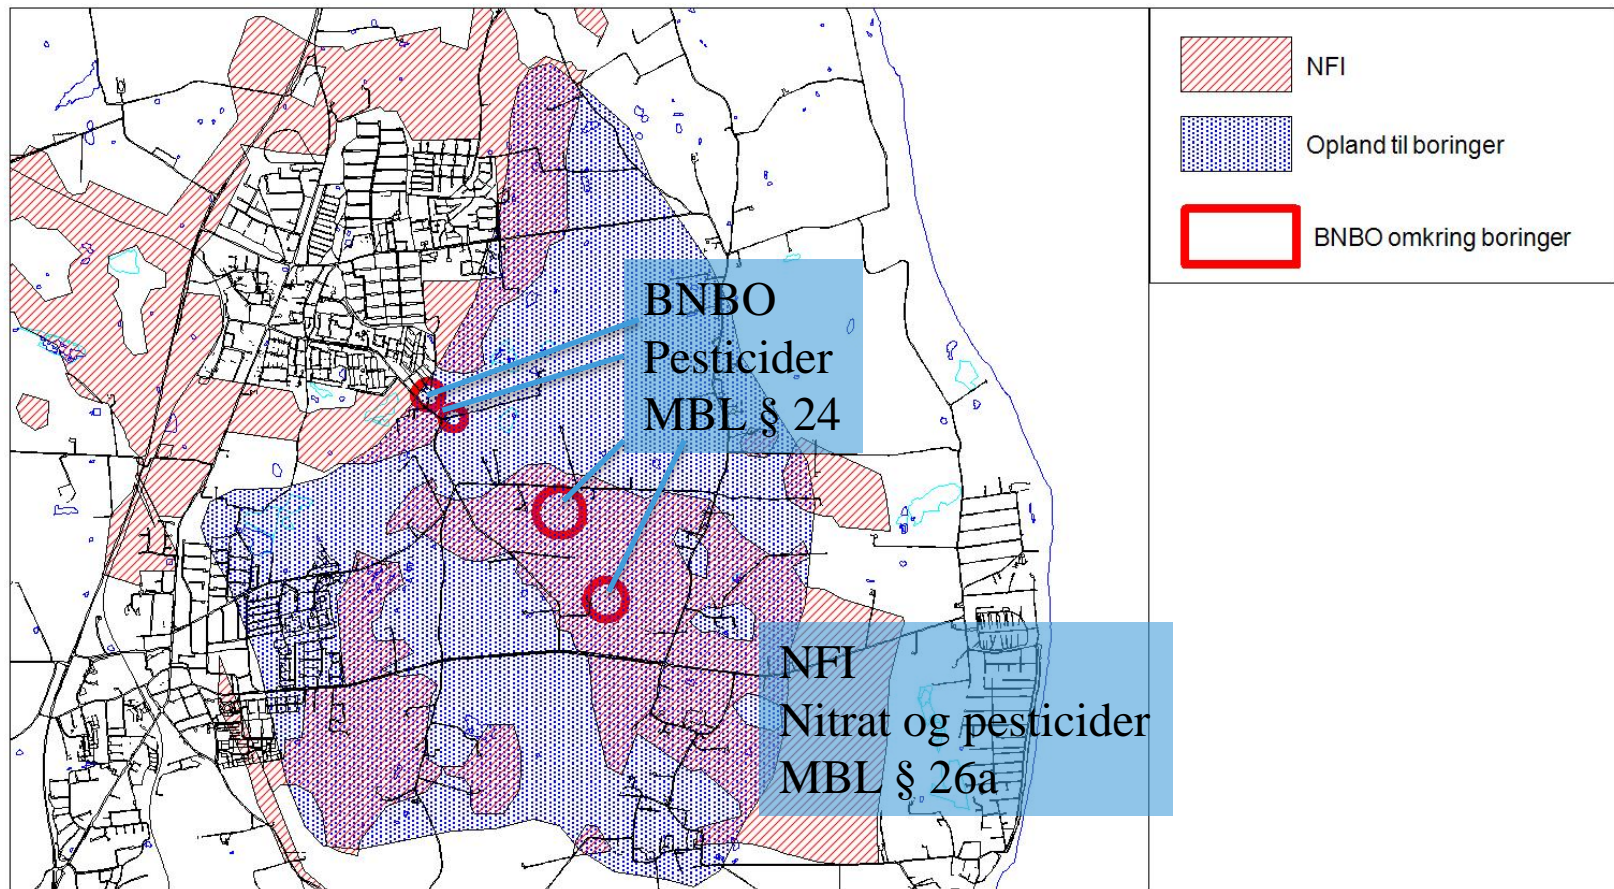 NFI
Opland til boringer
BNBO omkring boringer
BNBO
Pesticider
MBL § 24
NFI
Nitrat og pesticider
MBL § 26a